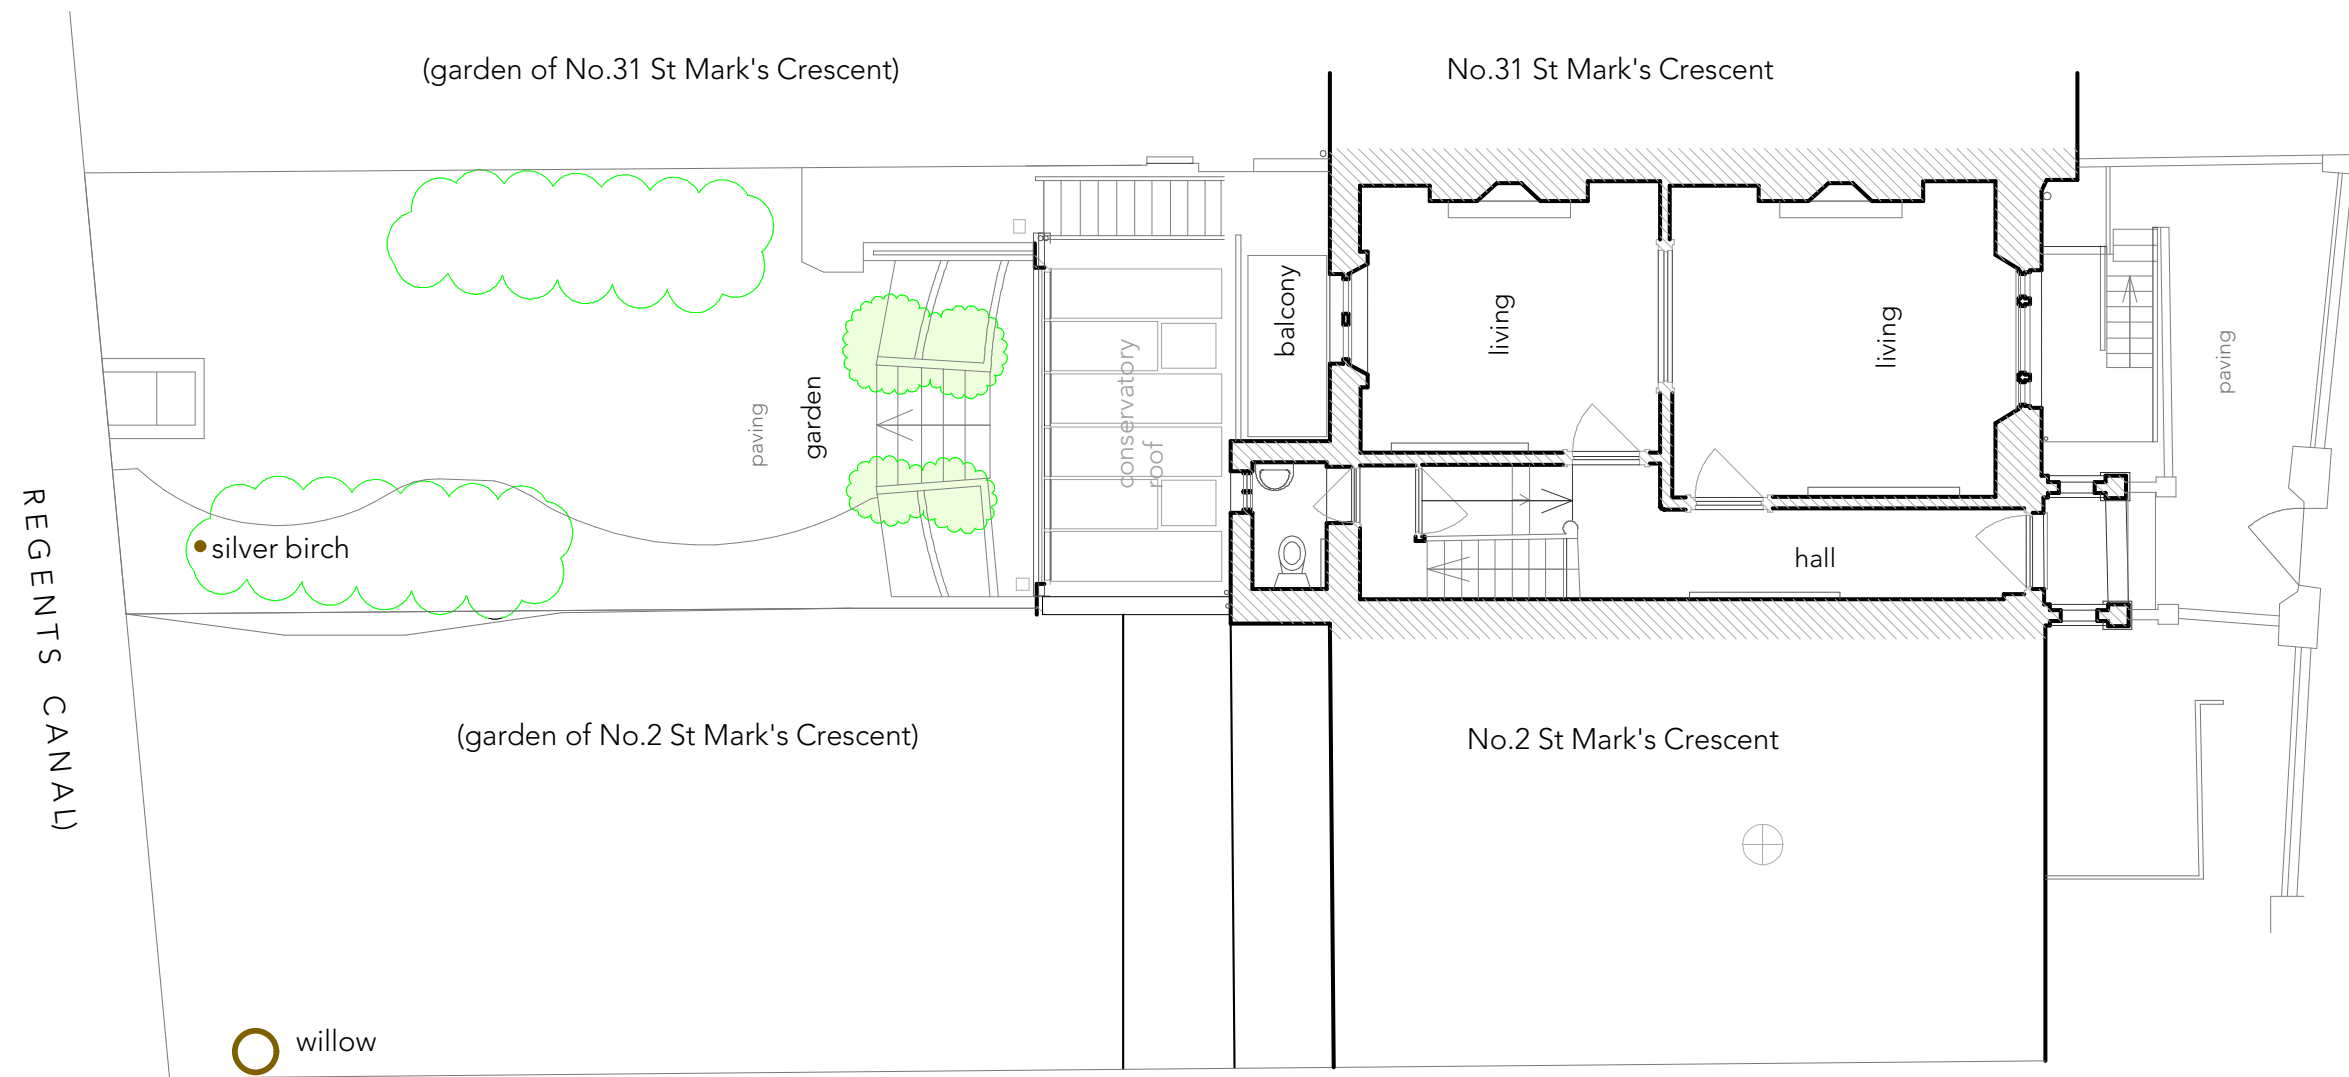 (garden of No.31 St Mark's Crescent)
No.31 St Mark's Crescent
balcony
living
living
paving
conservatory
roof
garden
paving
REGENTS CANAL)
silver birch
hall
(garden of No.2 St Mark's Crescent)
No.2 St Mark's Crescent
willow